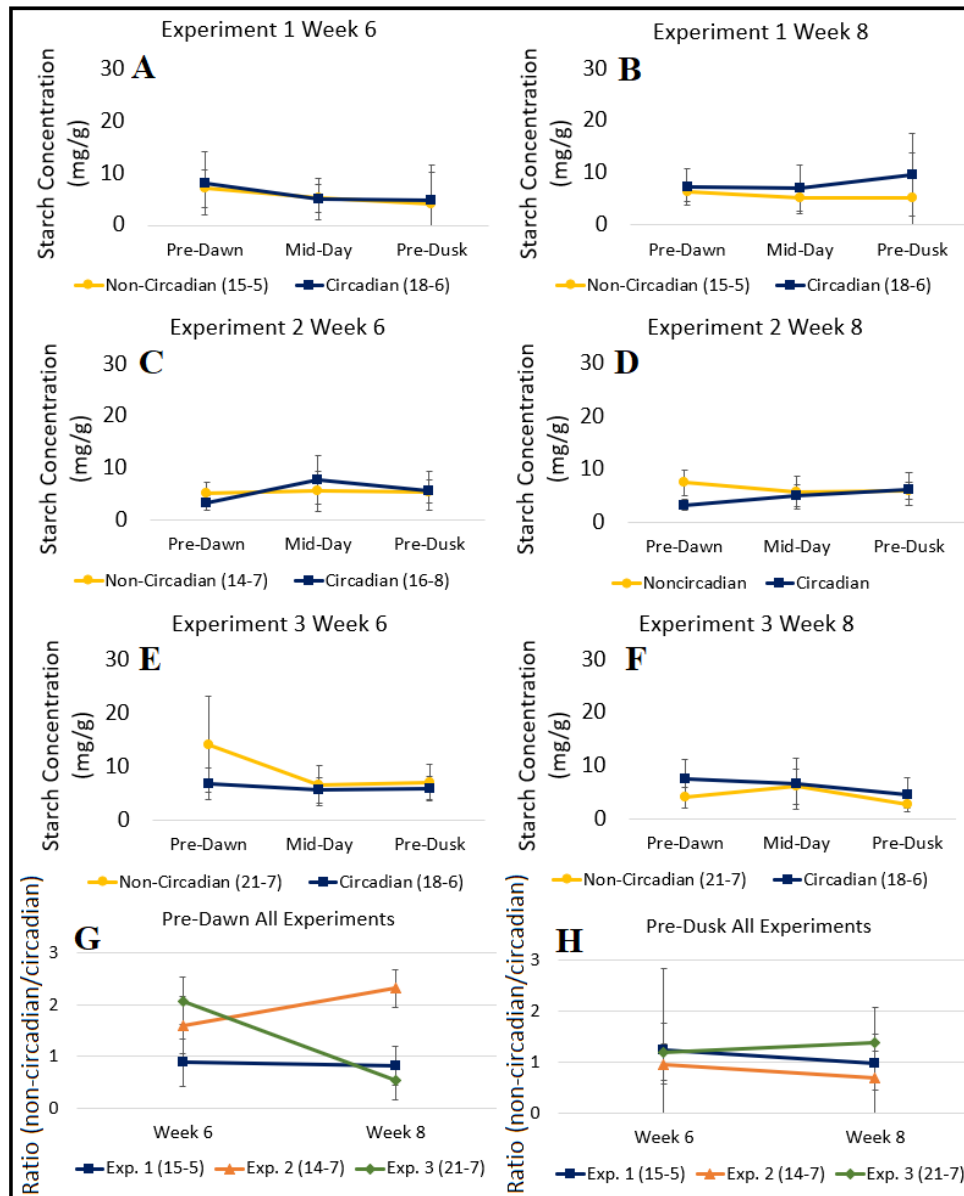 Experiment 1 Week 6
A
Starch Concentration
(mg/g)
30
20
10
0
Pre-Dawn Mid-Day Pre-Dusk
Non-Circadian (15-5) Circadian (18-6)
Experiment 1 Week 8
B
Starch Concentration
(mg/g)
30
20
10
0
Pre-Dawn Mid-Day Pre-Dusk
Non-Circadian (15-5) Circadian (18-6)
Experiment 2 Week 6
C
Starch Concentration
(mg/g)
30
20
10
0
Pre-Dawn Mid-Day Pre-Dusk
Non-Circadian (14-7) Circadian (16-8)
Experiment 2 Week 8
D
Starch Concentration
(mg/g)
30
20
10
0
Pre-Dawn Mid-Day Pre-Dusk
Noncircadian Circadian
Experiment 3 Week 6
E
Starch Concentration
(mg/g)
30
20
10
0
Pre-Dawn Mid-Day Pre-Dusk
Non-Circadian (21-7) Circadian (18-6)
Experiment 3 Week 8
F
Starch Concentration
(mg/g)
30
20
10
0
Pre-Dawn Mid-Day Pre-Dusk
Non-Circadian (21-7) Circadian (18-6)
Pre-Dawn All Experiments
G
Ratio (non-circadian/circadian)
3
2
1
0
Week 6 Week 8
Exp. 1 (15-5) Exp. 2 (14-7) Exp. 3 (21-7)
Pre-Dusk All Experiments
H
Ratio (non-circadian/circadian)
3
2
1
0
Week 6 Week 8
Exp. 1 (15-5) Exp. 2 (14-7) Exp. 3 (21-7)